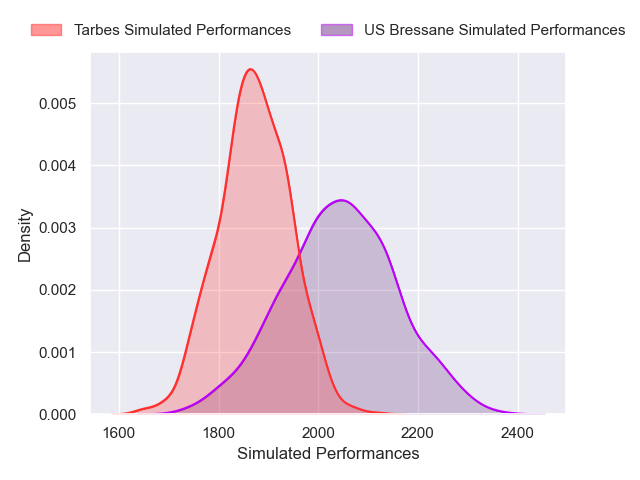 Tarbes Simulated Performances US Bressane Simulated Performances
0.005
0.004
0.003
0.002
0.001
0.000
Density
1600 1800 2000 2200 2400
Simulated Performances